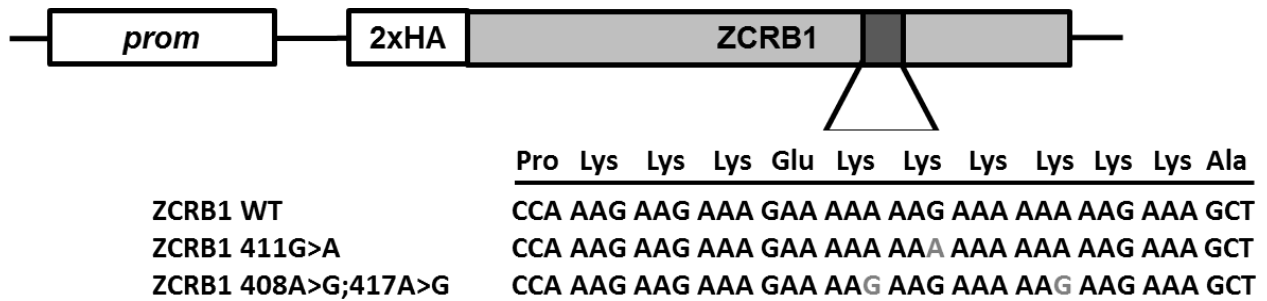 prom 2xHA ZCRB1
Pro Lys Lys Lys Glu Lys Lys Lys Lys Lys Lys Ala
ZCRB1 WT CCA AAG AAG AAA GAA AAA AAG AAA AAA AAG AAA GCT
ZCRB1 411G>A CCA AAG AAG AAA GAA AAA AAA AAA AAA AAG AAA GCT
ZCRB1 408A>G;417A>G CCA AAG AAG AAA GAA AAG AAG AAA AAG AAG AAA GCT